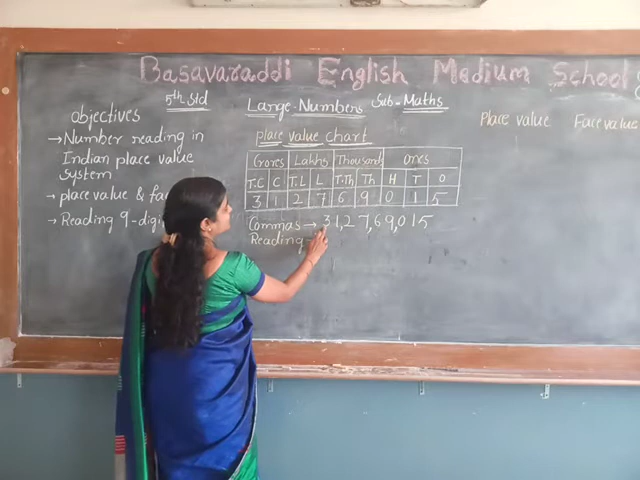 Basavaraddi English Medium School
5th Std Large Numbers Sub-Maths
Objectives
→ Number reading in
Indian place value
System
→ place value &
→ Reading 9-digi
place value chart
Crores Lakhs Thousand Ones
T.C C T.L L T.Th Th H T O
3 1 2 7 6 9 0 1 5
Commas → 31,27,69,015
Reading
Place value Face value